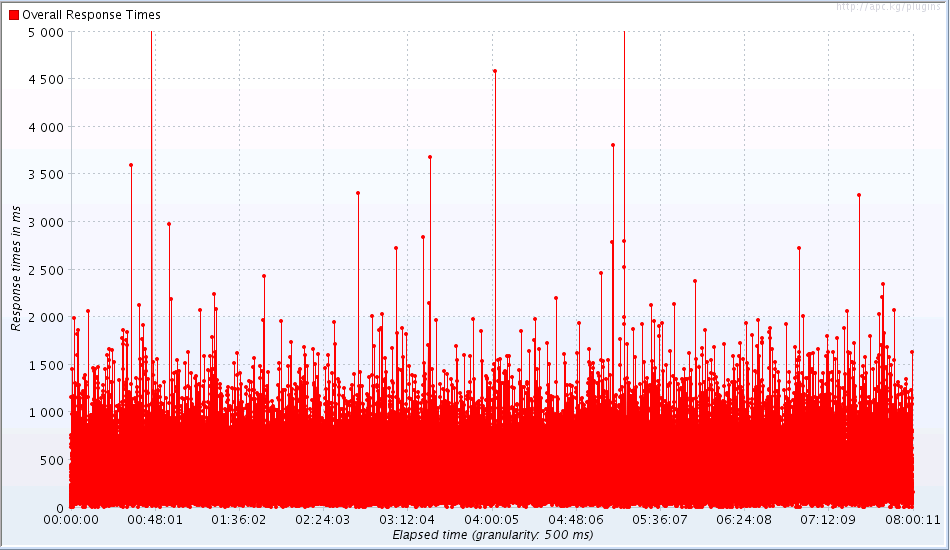 http://apc.kg/plugins
Overall Response Times
5 000
4 500
4 000
3 500
3 000
2 500
2 000
1 500
1 000
500
0
Response times in ms
00:00:00 00:48:01 01:36:02 02:24:03 03:12:04 04:00:05 04:48:06 05:36:07 06:24:08 07:12:09 08:00:11
Elapsed time (granularity: 500 ms)